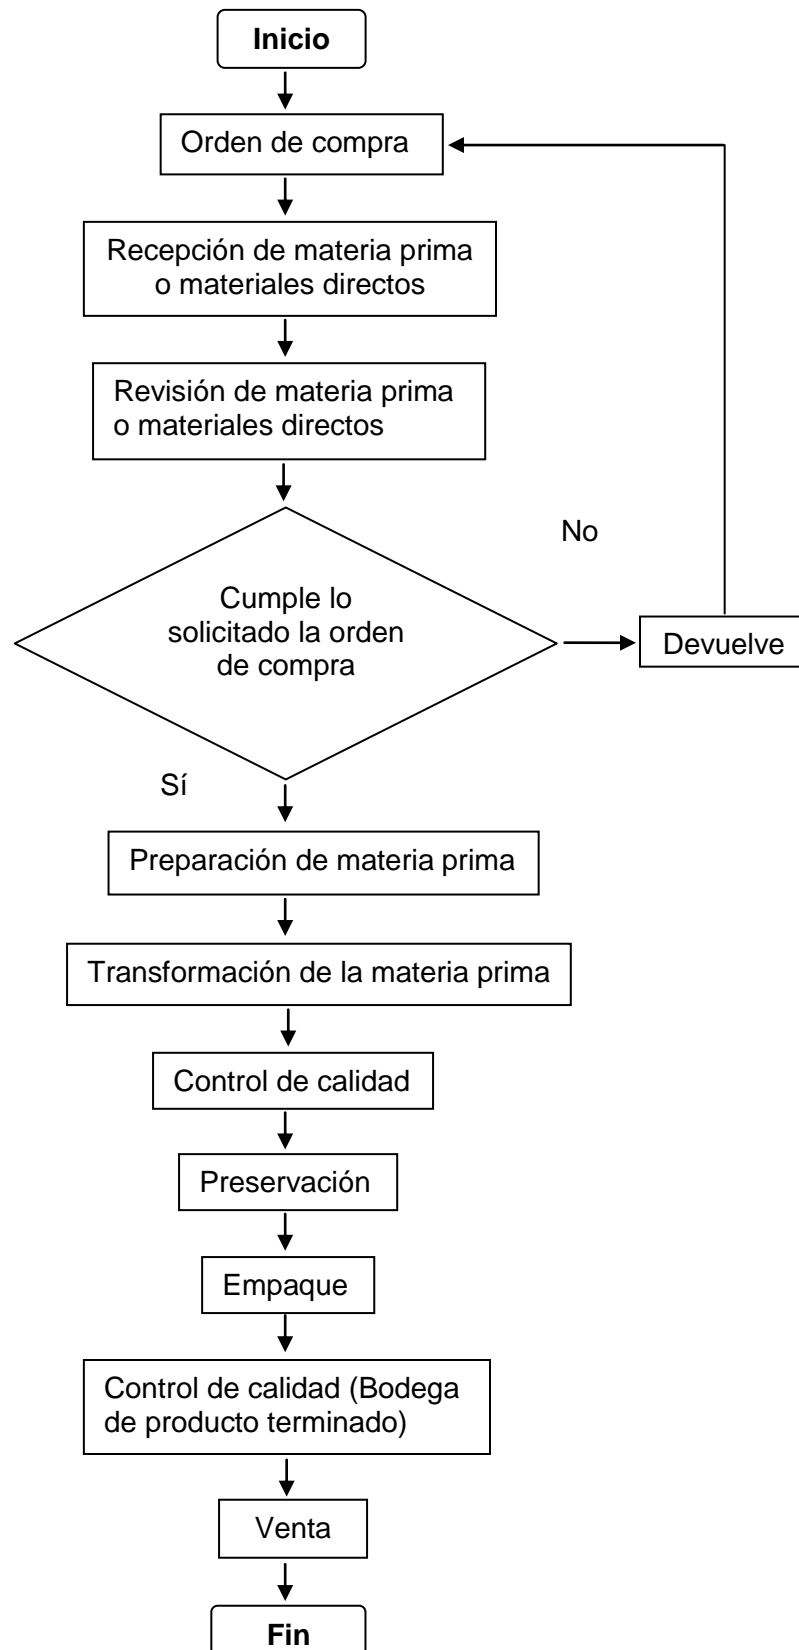 Inicio
Orden de compra
Recepción de materia prima
o materiales directos
Revisión de materia prima
o materiales directos
No
Cumple lo
solicitado la orden
de compra
Devuelve
Sí
Preparación de materia prima
Transformación de la materia prima
Control de calidad
Preservación
Empaque
Control de calidad (Bodega
de producto terminado)
Venta
Fin